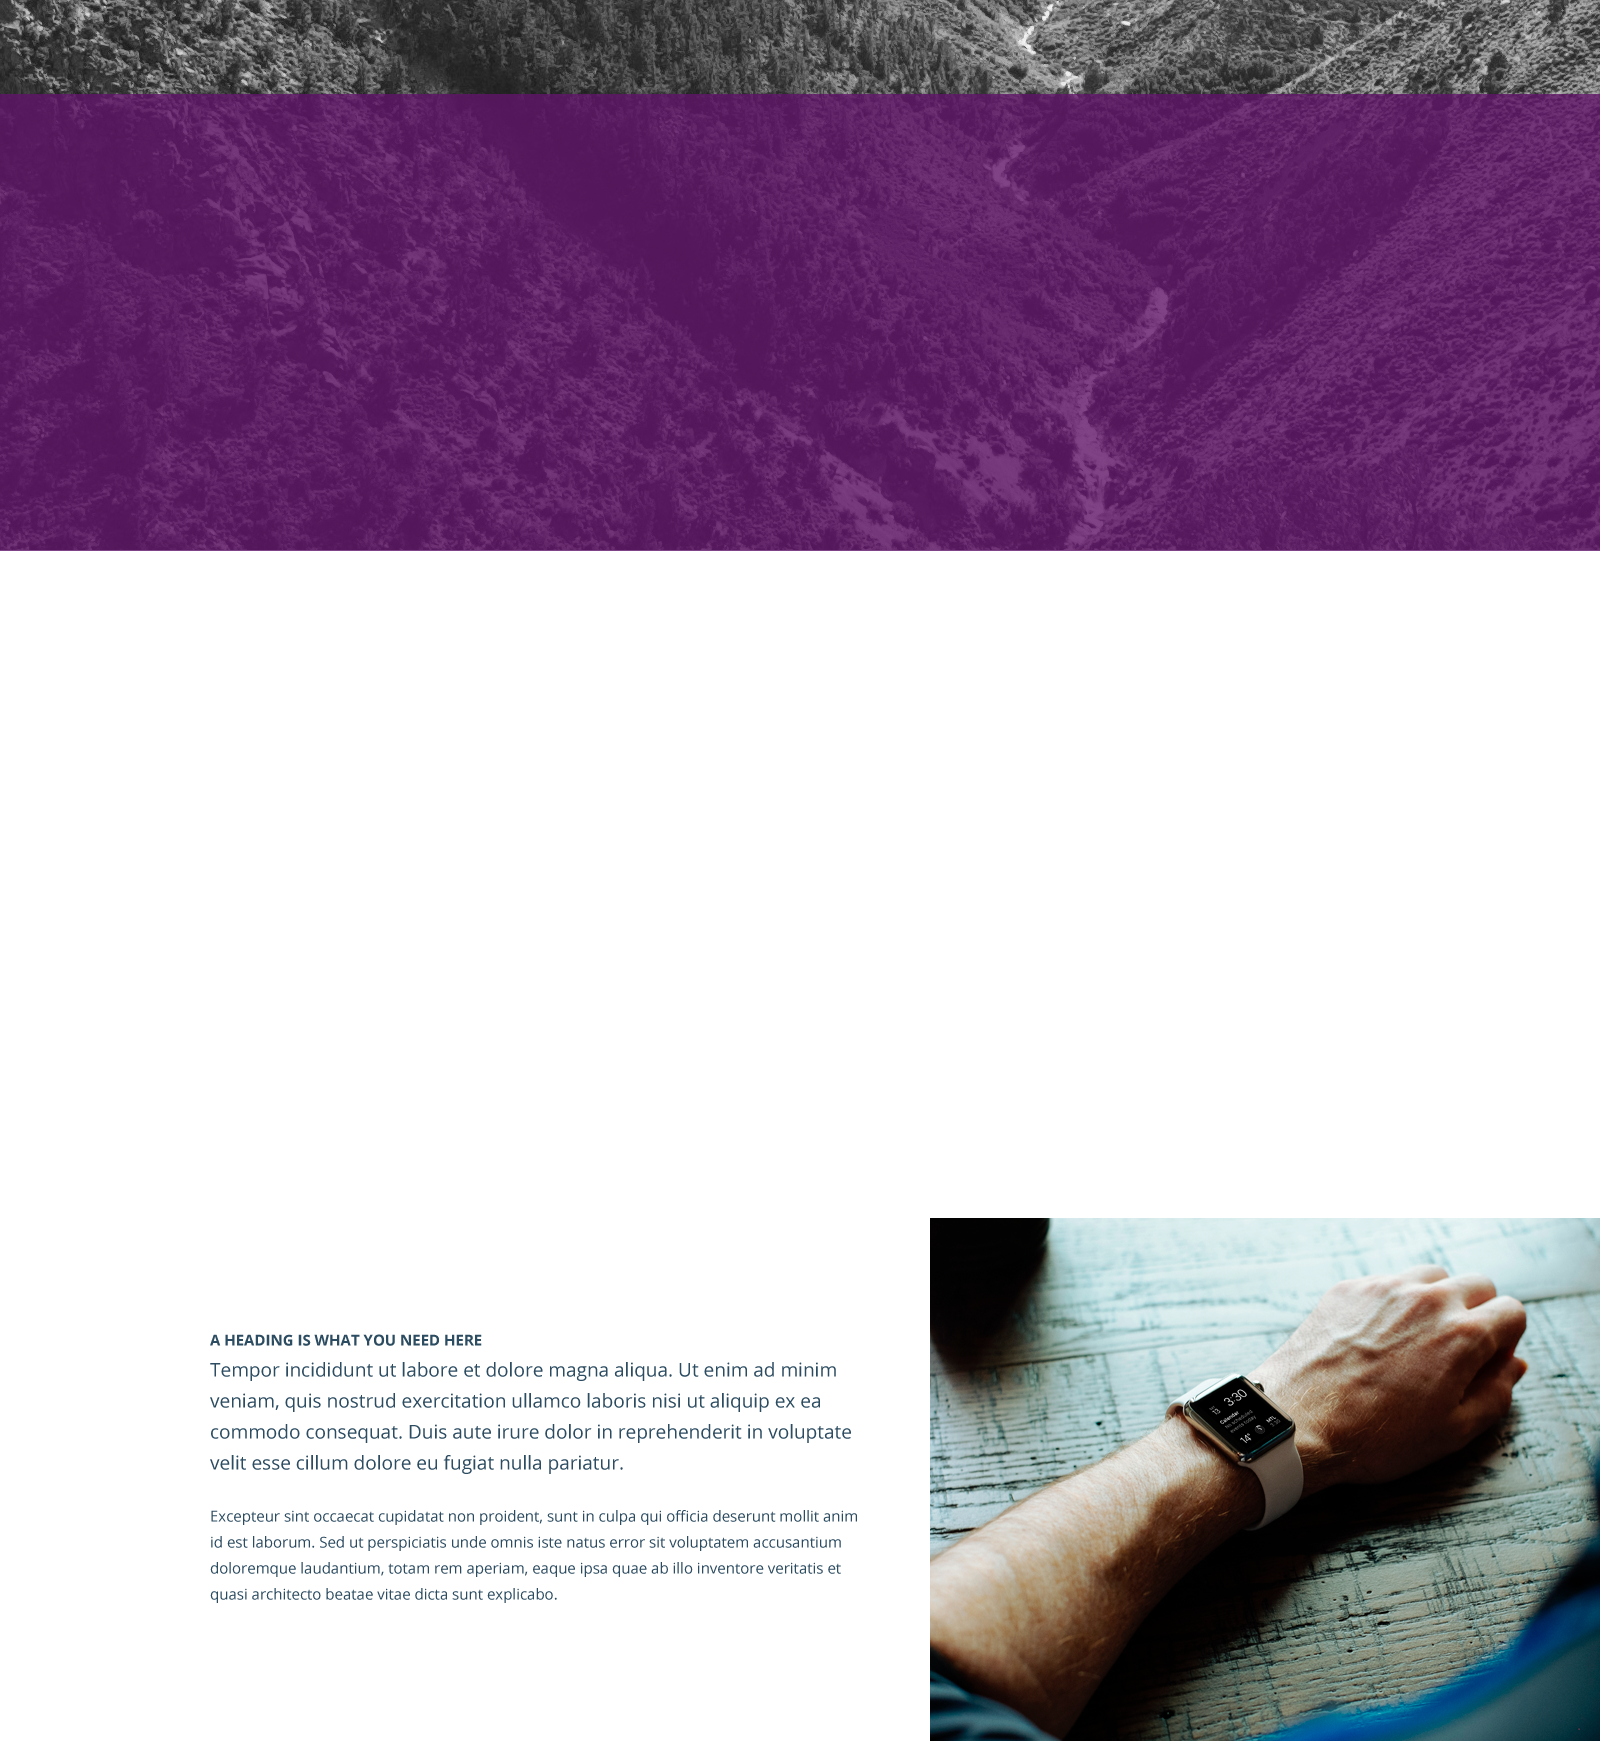 A HEADING IS WHAT YOU NEED HERE
Tempor incididunt ut labore et dolore magna aliqua. Ut enim ad minim
veniam, quis nostrud exercitation ullamco laboris nisi ut aliquip ex ea
commodo consequat. Duis aute irure dolor in reprehenderit in voluptate
velit esse cillum dolore eu fugiat nulla pariatur.
Excepteur sint occaecat cupidatat non proident, sunt in culpa qui officia deserunt mollit anim
id est laborum. Sed ut perspiciatis unde omnis iste natus error sit voluptatem accusantium
doloremque laudantium, totam rem aperiam, eaque ipsa quae ab illo inventore veritatis et
quasi architecto beatae vitae dicta sunt explicabo.
13 3:30
Calendar
14° MTL